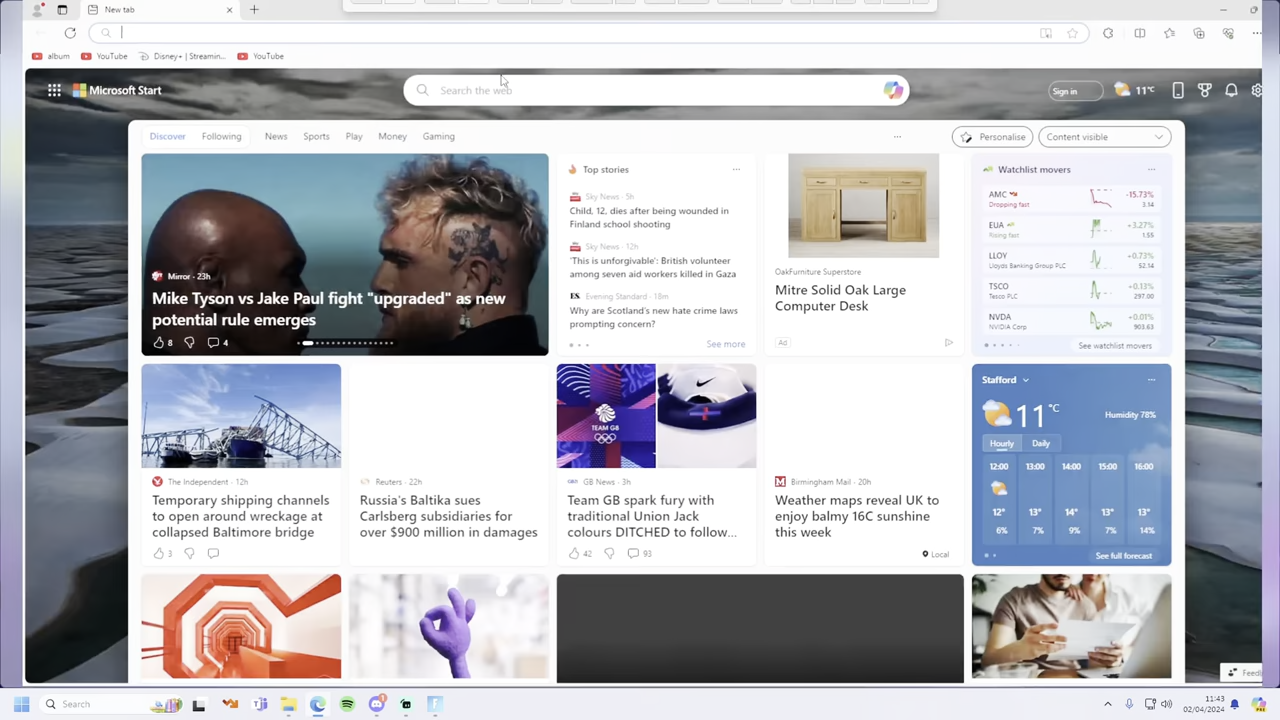 New tab
album
YouTube
Disney+ | Streamin...
YouTube
Microsoft Start
Search the web
Sign in
11°C
Discover
Following
News
Sports
Play
Money
Gaming
Personalise
Content visible
Mirror · 23h
Mike Tyson vs Jake Paul fight "upgraded" as new
potential rule emerges
8
4
Top stories
Sky News · 5h
Child, 12, dies after being wounded in
Finland school shooting
Sky News · 12h
'This is unforgivable': British volunteer
among seven aid workers killed in Gaza
ES
Evening Standard · 18m
Why are Scotland's new hate crime laws
prompting concern?
See more
OakFurniture Superstore
Mitre Solid Oak Large
Computer Desk
Ad
Watchlist movers
AMC
Dropping fast
-15.73%
3.14
EUA
Rising fast
+3.27%
1.55
LLOY
Lloyds Banking Group PLC
+0.73%
52.14
TSCO
Tesco PLC
+0.13%
297.00
NVDA
NVIDIA Corp
+0.01%
903.63
See watchlist movers
The Independent · 12h
Temporary shipping channels
to open around wreckage at
collapsed Baltimore bridge
3
Reuters · 22h
Russia's Baltika sues
Carlsberg subsidiaries for
over $900 million in damages
TEAM GB
GB News · 3h
Team GB spark fury with
traditional Union Jack
colours DITCHED to follow...
42
93
Birmingham Mail · 20h
Weather maps reveal UK to
enjoy balmy 16C sunshine
this week
Local
Stafford
11 °C
Humidity 78%
Hourly
Daily
12:00 13:00 14:00 15:00 16:00
12° 13° 14° 13° 13°
6% 7% 9% 7% 14%
See full forecast
Feedb
Search
11:43
02/04/2024